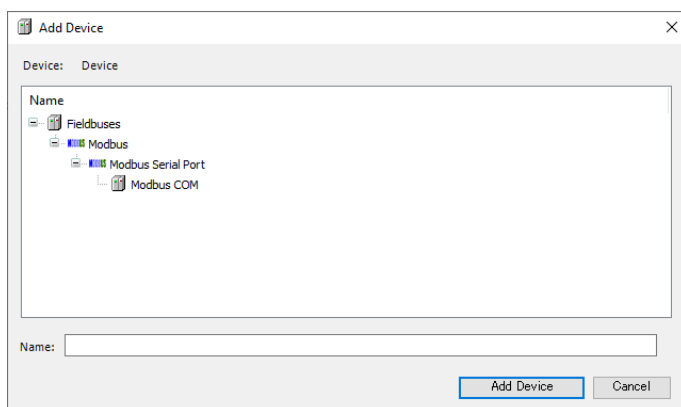 Add Device
Device: Device
Name
Fieldbuses
Modbus
Modbus Serial Port
Modbus COM
Name:
Add Device Cancel